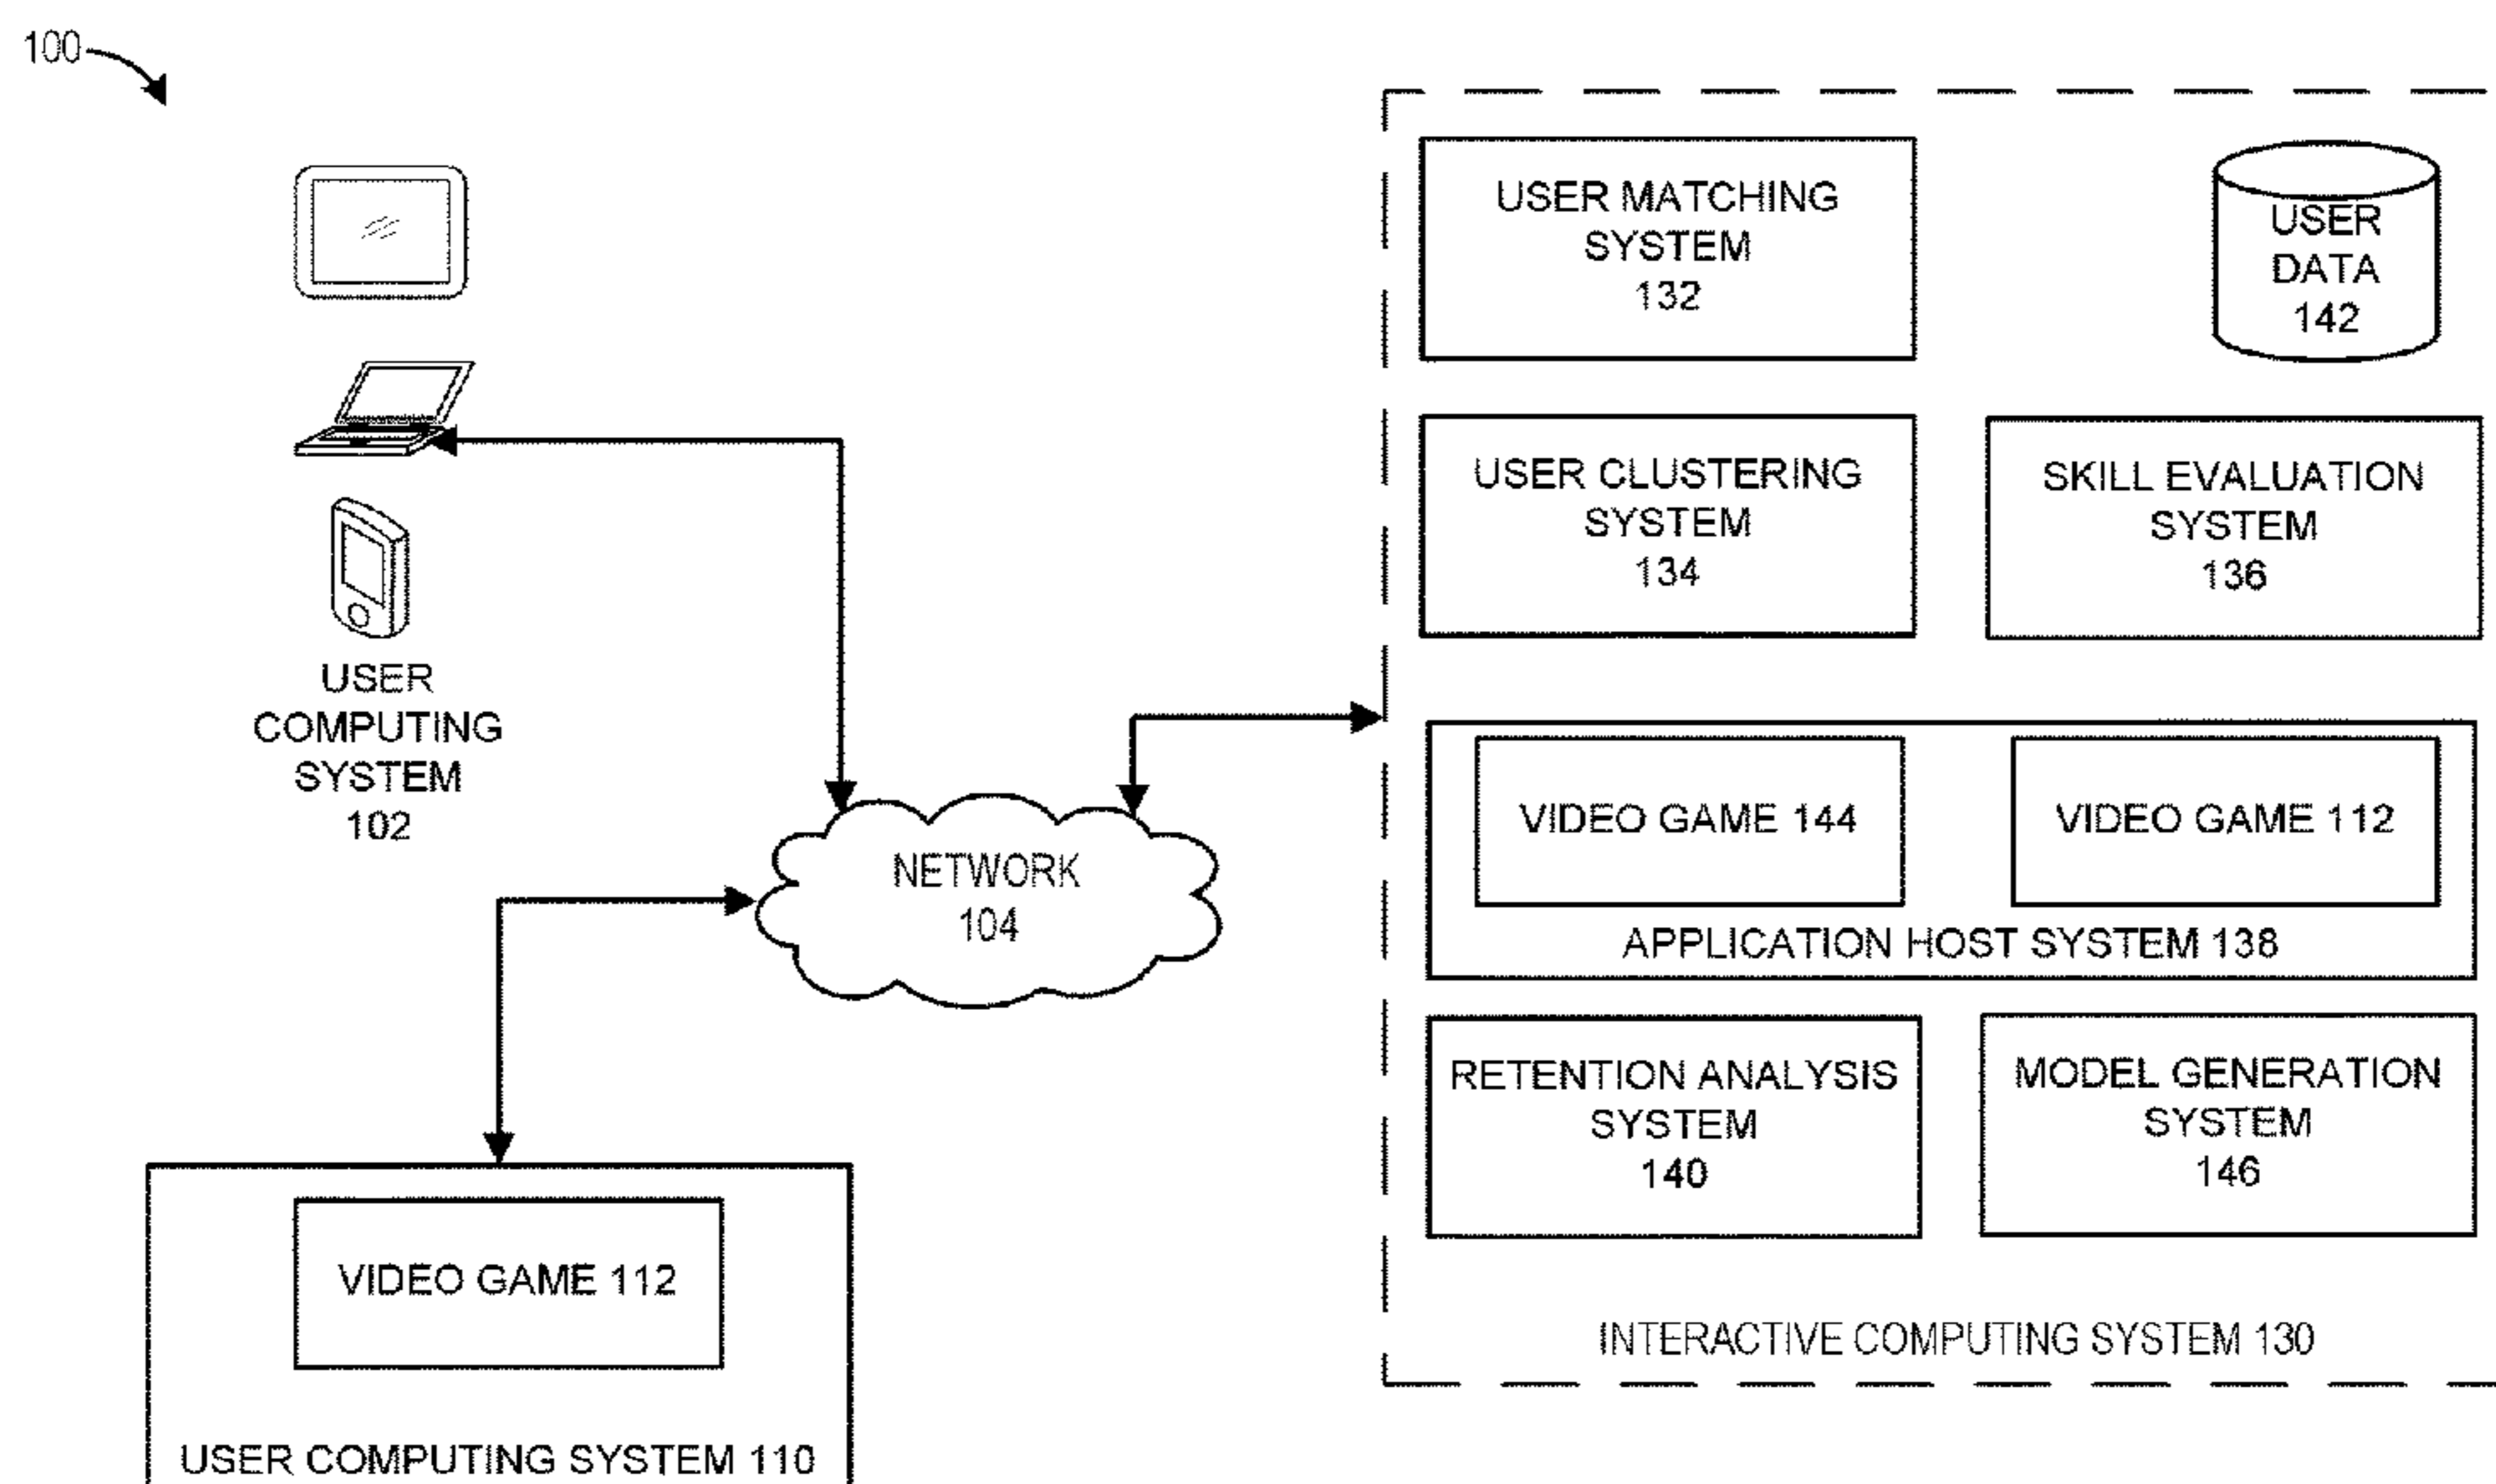 100
USER
COMPUTING
SYSTEM
102
NETWORK
104
VIDEO GAME 112
USER COMPUTING SYSTEM 110
USER MATCHING
SYSTEM
132
USER
DATA
142
USER CLUSTERING
SYSTEM
134
SKILL EVALUATION
SYSTEM
136
VIDEO GAME 144
VIDEO GAME 112
APPLICATION HOST SYSTEM 138
RETENTION ANALYSIS
SYSTEM
140
MODEL GENERATION
SYSTEM
146
INTERACTIVE COMPUTING SYSTEM 130